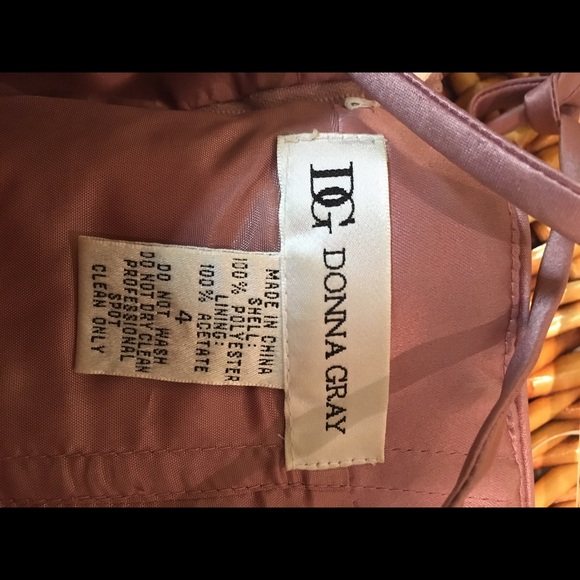 DG DONNA GRAY
MADE IN CHINA
SHELL:
100% POLYESTER
LINING:
100% ACETATE
4
DO NOT WASH
DO NOT DRY CLEAN
PROFESSIONAL
SPOT
CLEAN ONLY